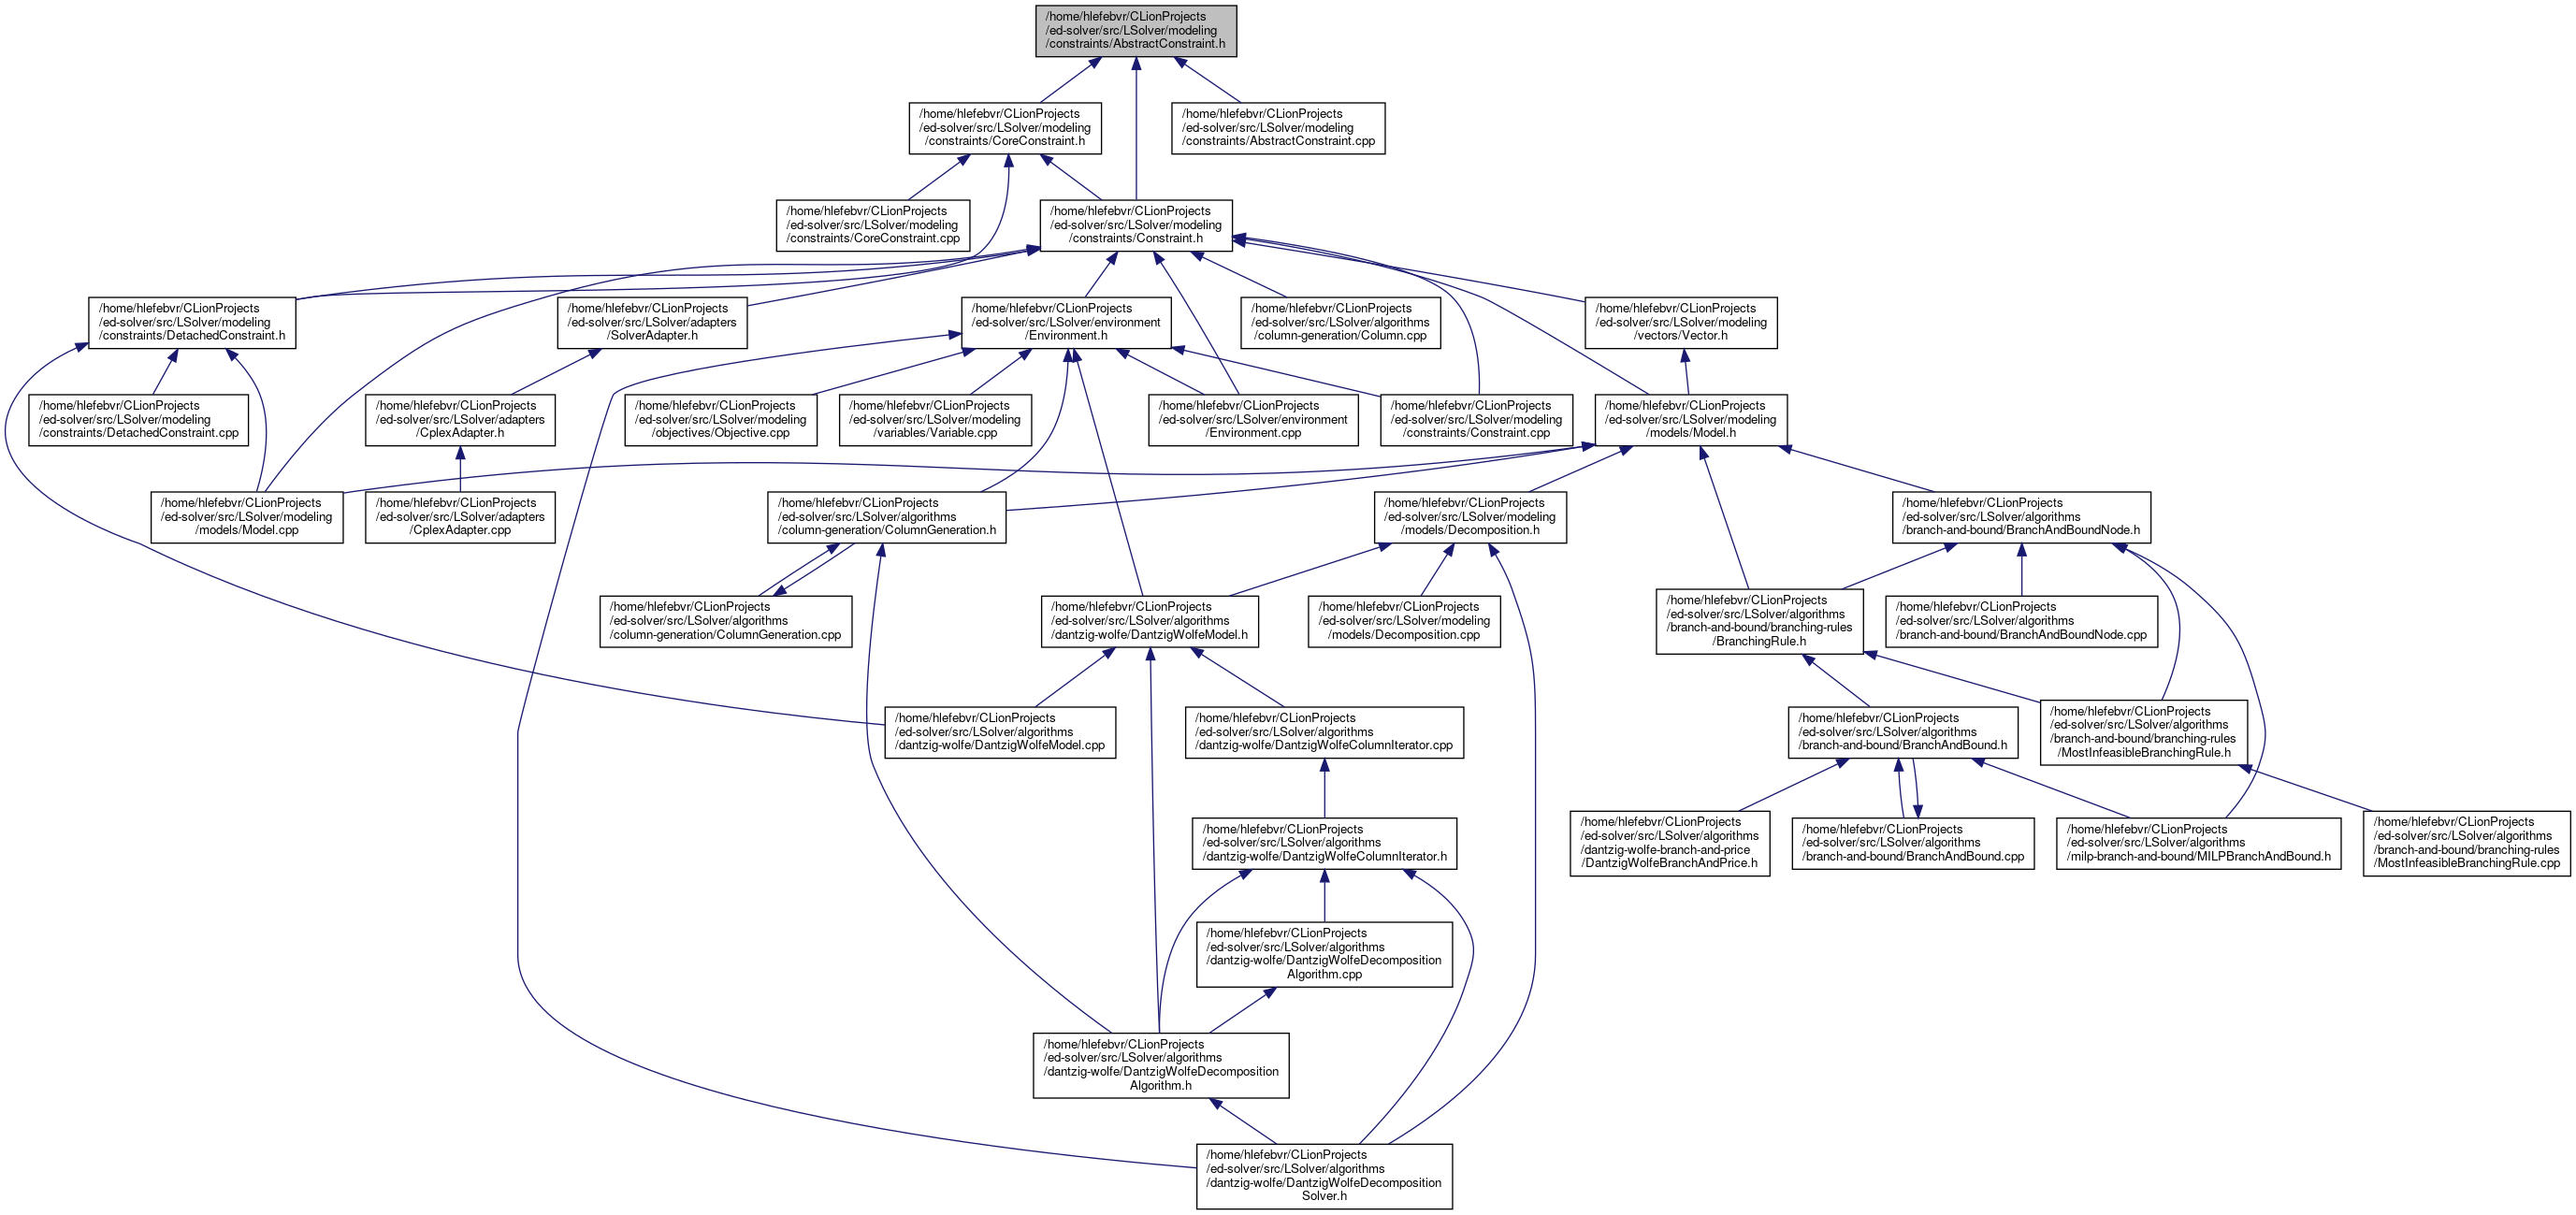 /home/hlefebvr/CLionProjects
/ed-solver/src/LSolver/modeling
/constraints/AbstractConstraint.h
/home/hlefebvr/CLionProjects
/ed-solver/src/LSolver/modeling
/constraints/CoreConstraint.h
/home/hlefebvr/CLionProjects
/ed-solver/src/LSolver/modeling
/constraints/AbstractConstraint.cpp
/home/hlefebvr/CLionProjects
/ed-solver/src/LSolver/modeling
/constraints/CoreConstraint.cpp
/home/hlefebvr/CLionProjects
/ed-solver/src/LSolver/modeling
/constraints/Constraint.h
/home/hlefebvr/CLionProjects
/ed-solver/src/LSolver/modeling
/constraints/DetachedConstraint.h
/home/hlefebvr/CLionProjects
/ed-solver/src/LSolver/adapters
/SolverAdapter.h
/home/hlefebvr/CLionProjects
/ed-solver/src/LSolver/environment
/Environment.h
/home/hlefebvr/CLionProjects
/ed-solver/src/LSolver/algorithms
/column-generation/Column.cpp
/home/hlefebvr/CLionProjects
/ed-solver/src/LSolver/modeling
/vectors/Vector.h
/home/hlefebvr/CLionProjects
/ed-solver/src/LSolver/modeling
/constraints/DetachedConstraint.cpp
/home/hlefebvr/CLionProjects
/ed-solver/src/LSolver/adapters
/CplexAdapter.h
/home/hlefebvr/CLionProjects
/ed-solver/src/LSolver/modeling
/objectives/Objective.cpp
/home/hlefebvr/CLionProjects
/ed-solver/src/LSolver/modeling
/variables/Variable.cpp
/home/hlefebvr/CLionProjects
/ed-solver/src/LSolver/environment
/Environment.cpp
/home/hlefebvr/CLionProjects
/ed-solver/src/LSolver/modeling
/constraints/Constraint.cpp
/home/hlefebvr/CLionProjects
/ed-solver/src/LSolver/modeling
/models/Model.h
/home/hlefebvr/CLionProjects
/ed-solver/src/LSolver/modeling
/models/Model.cpp
/home/hlefebvr/CLionProjects
/ed-solver/src/LSolver/adapters
/CplexAdapter.cpp
/home/hlefebvr/CLionProjects
/ed-solver/src/LSolver/algorithms
/column-generation/ColumnGeneration.h
/home/hlefebvr/CLionProjects
/ed-solver/src/LSolver/modeling
/models/Decomposition.h
/home/hlefebvr/CLionProjects
/ed-solver/src/LSolver/algorithms
/branch-and-bound/BranchAndBoundNode.h
/home/hlefebvr/CLionProjects
/ed-solver/src/LSolver/algorithms
/column-generation/ColumnGeneration.cpp
/home/hlefebvr/CLionProjects
/ed-solver/src/LSolver/algorithms
/dantzig-wolfe/DantzigWolfeModel.h
/home/hlefebvr/CLionProjects
/ed-solver/src/LSolver/modeling
/models/Decomposition.cpp
/home/hlefebvr/CLionProjects
/ed-solver/src/LSolver/algorithms
/branch-and-bound/branching-rules
/BranchingRule.h
/home/hlefebvr/CLionProjects
/ed-solver/src/LSolver/algorithms
/branch-and-bound/BranchAndBoundNode.cpp
/home/hlefebvr/CLionProjects
/ed-solver/src/LSolver/algorithms
/dantzig-wolfe/DantzigWolfeModel.cpp
/home/hlefebvr/CLionProjects
/ed-solver/src/LSolver/algorithms
/dantzig-wolfe/DantzigWolfeColumnIterator.cpp
/home/hlefebvr/CLionProjects
/ed-solver/src/LSolver/algorithms
/branch-and-bound/BranchAndBound.h
/home/hlefebvr/CLionProjects
/ed-solver/src/LSolver/algorithms
/branch-and-bound/branching-rules
/MostInfeasibleBranchingRule.h
/home/hlefebvr/CLionProjects
/ed-solver/src/LSolver/algorithms
/dantzig-wolfe/DantzigWolfeColumnIterator.h
/home/hlefebvr/CLionProjects
/ed-solver/src/LSolver/algorithms
/dantzig-wolfe-branch-and-price
/DantzigWolfeBranchAndPrice.h
/home/hlefebvr/CLionProjects
/ed-solver/src/LSolver/algorithms
/branch-and-bound/BranchAndBound.cpp
/home/hlefebvr/CLionProjects
/ed-solver/src/LSolver/algorithms
/milp-branch-and-bound/MILPBranchAndBound.h
/home/hlefebvr/CLionProjects
/ed-solver/src/LSolver/algorithms
/branch-and-bound/branching-rules
/MostInfeasibleBranchingRule.cpp
/home/hlefebvr/CLionProjects
/ed-solver/src/LSolver/algorithms
/dantzig-wolfe/DantzigWolfeDecomposition
Algorithm.cpp
/home/hlefebvr/CLionProjects
/ed-solver/src/LSolver/algorithms
/dantzig-wolfe/DantzigWolfeDecomposition
Algorithm.h
/home/hlefebvr/CLionProjects
/ed-solver/src/LSolver/algorithms
/dantzig-wolfe/DantzigWolfeDecomposition
Solver.h